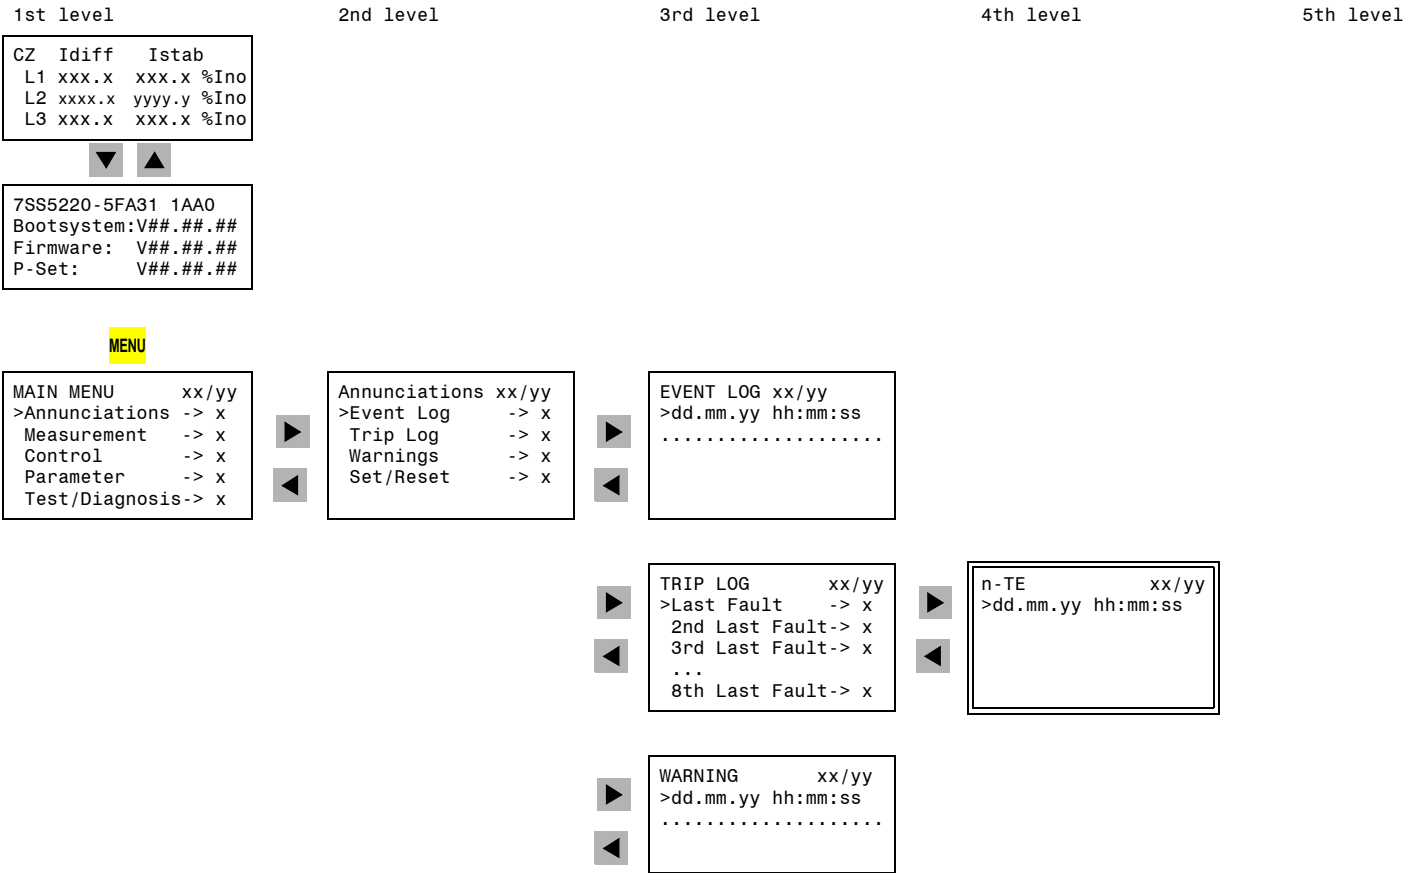 1st level 2nd level 3rd level 4th level 5th level
CZ Idiff Istab
L1 xxx.x xxx.x %Ino
L2 xxxx.x yyyy.y %Ino
L3 xxx.x xxx.x %Ino
7SS5220-5FA31 1AA0
Bootsystem:V##.##.##
Firmware: V##.##.##
P-Set: V##.##.##
MENU
MAIN MENU xx/yy
>Annunciations -> x
Measurement -> x
Control -> x
Parameter -> x
Test/Diagnosis-> x
Annunciations xx/yy
>Event Log -> x
Trip Log -> x
Warnings -> x
Set/Reset -> x
EVENT LOG xx/yy
>dd.mm.yy hh:mm:ss
....................
TRIP LOG xx/yy
>Last Fault -> x
2nd Last Fault-> x
3rd Last Fault-> x
...
8th Last Fault-> x
n-TE xx/yy
>dd.mm.yy hh:mm:ss
WARNING xx/yy
>dd.mm.yy hh:mm:ss
....................